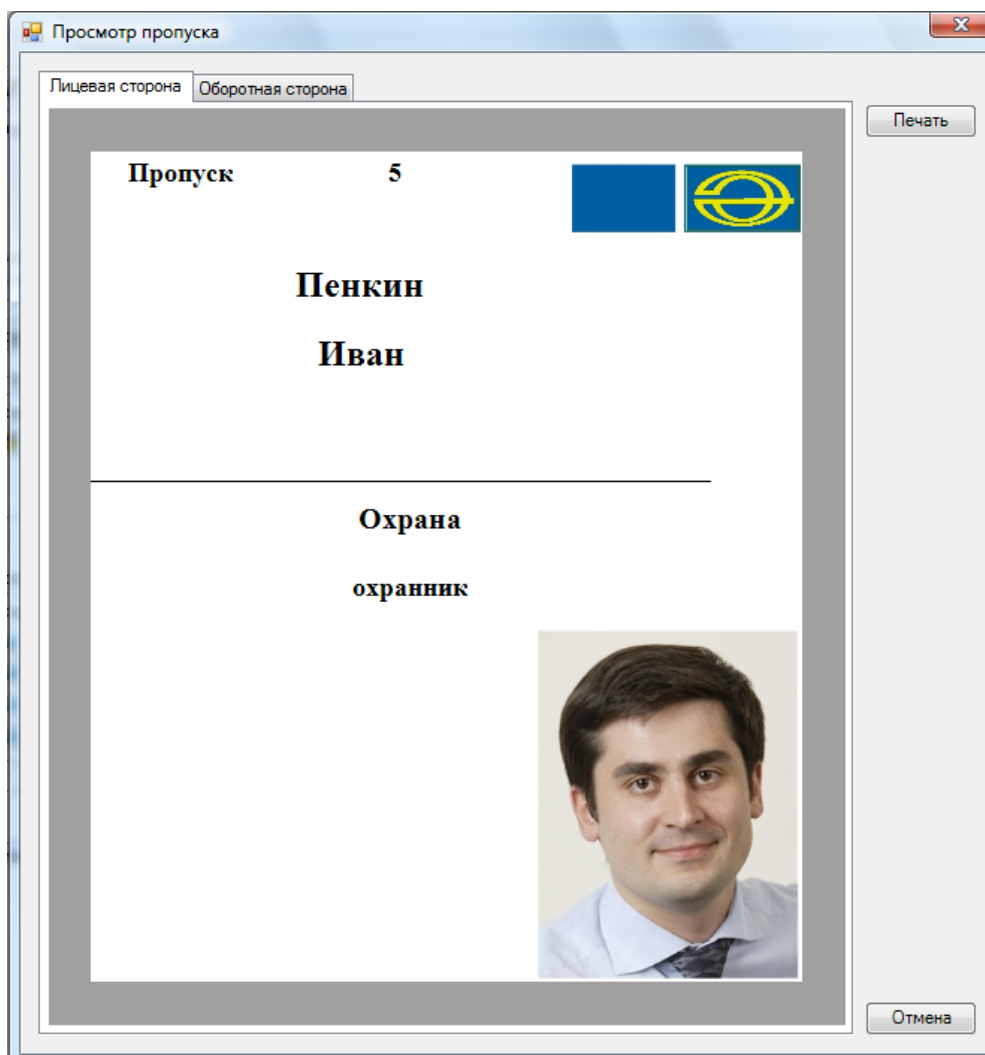 Просмотр пропуска
Лицевая сторона Оборотная сторона
Печать
Пропуск 5
Пенкин
Иван
Охрана
охранник
Отмена